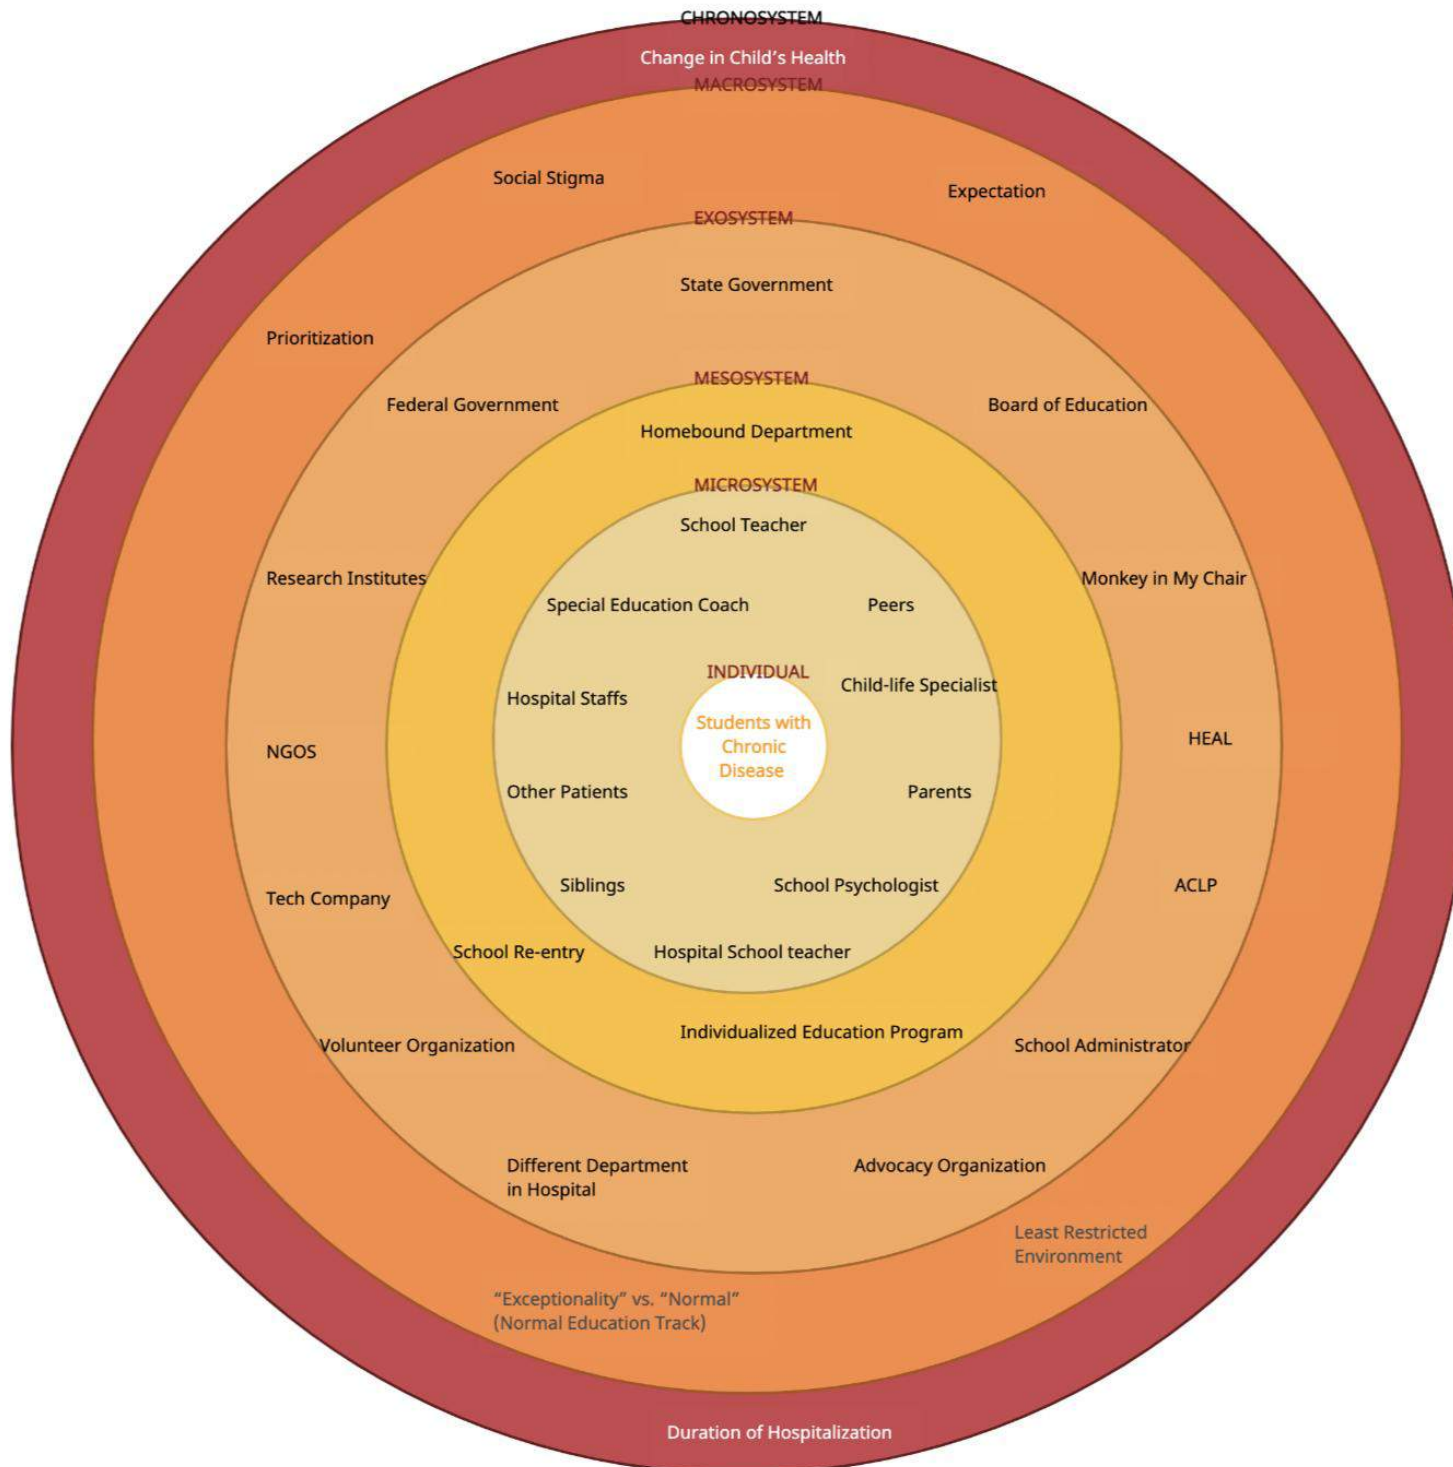 CHRONOSYSTEM
Change in Child’s Health
MACROSYSTEM
Social Stigma
Expectation
EXOSYSTEM
State Government
Prioritization
MESOSYSTEM
Federal Government
Board of Education
Homebound Department
MICROSYSTEM
School Teacher
Research Institutes
Monkey in My Chair
Special Education Coach
Peers
INDIVIDUAL
Child-life Specialist
Hospital Staffs
Students with
Chronic
Disease
HEAL
NGOS
Other Patients
Parents
Siblings
School Psychologist
ACLP
Tech Company
School Re-entry
Hospital School teacher
Individualized Education Program
Volunteer Organization
School Administrator
Different Department
in Hospital
Advocacy Organization
Least Restricted
Environment
“Exceptionality” vs. “Normal”
(Normal Education Track)
Duration of Hospitalization